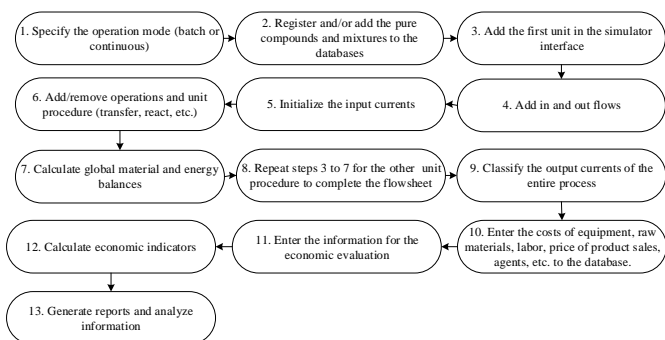 1. Specify the operation mode (batch or
continuous)
2. Register and/or add the pure
compounds and mixtures to the
databases
3. Add the first unit in the simulator
interface
4. Add in and out flows
5. Initialize the input currents
6. Add/remove operations and unit
procedure (transfer, react, etc.)
7. Calculate global material and energy
balances
8. Repeat steps 3 to 7 for the other unit
procedure to complete the flowsheet
9. Classify the output currents of the
entire process
10. Enter the costs of equipment, raw
materials, labor, price of product sales,
agents, etc. to the database.
11. Enter the information for the
economic evaluation
12. Calculate economic indicators
13. Generate reports and analyze
information